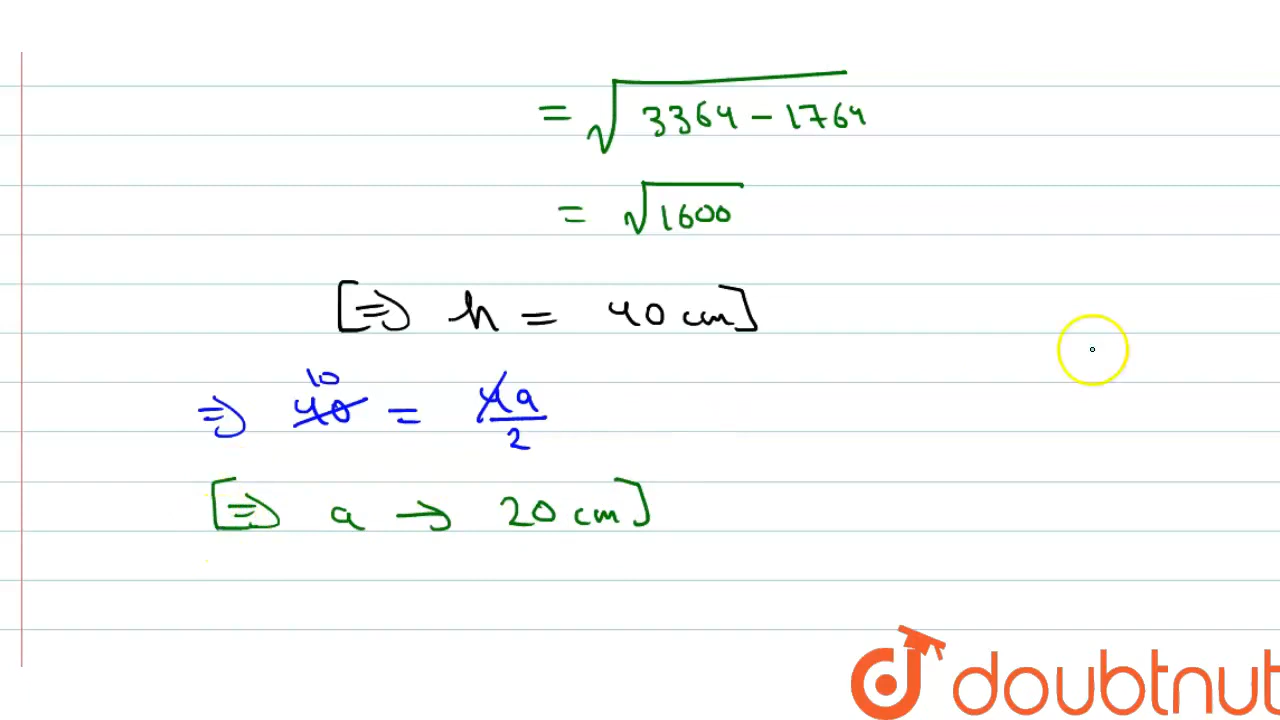 = √3364 - 1764
= √1600
[⇒ h = 40 cm]
10
⇒ 40 = 4a/2
[⇒ a → 20 cm]
doubtnut